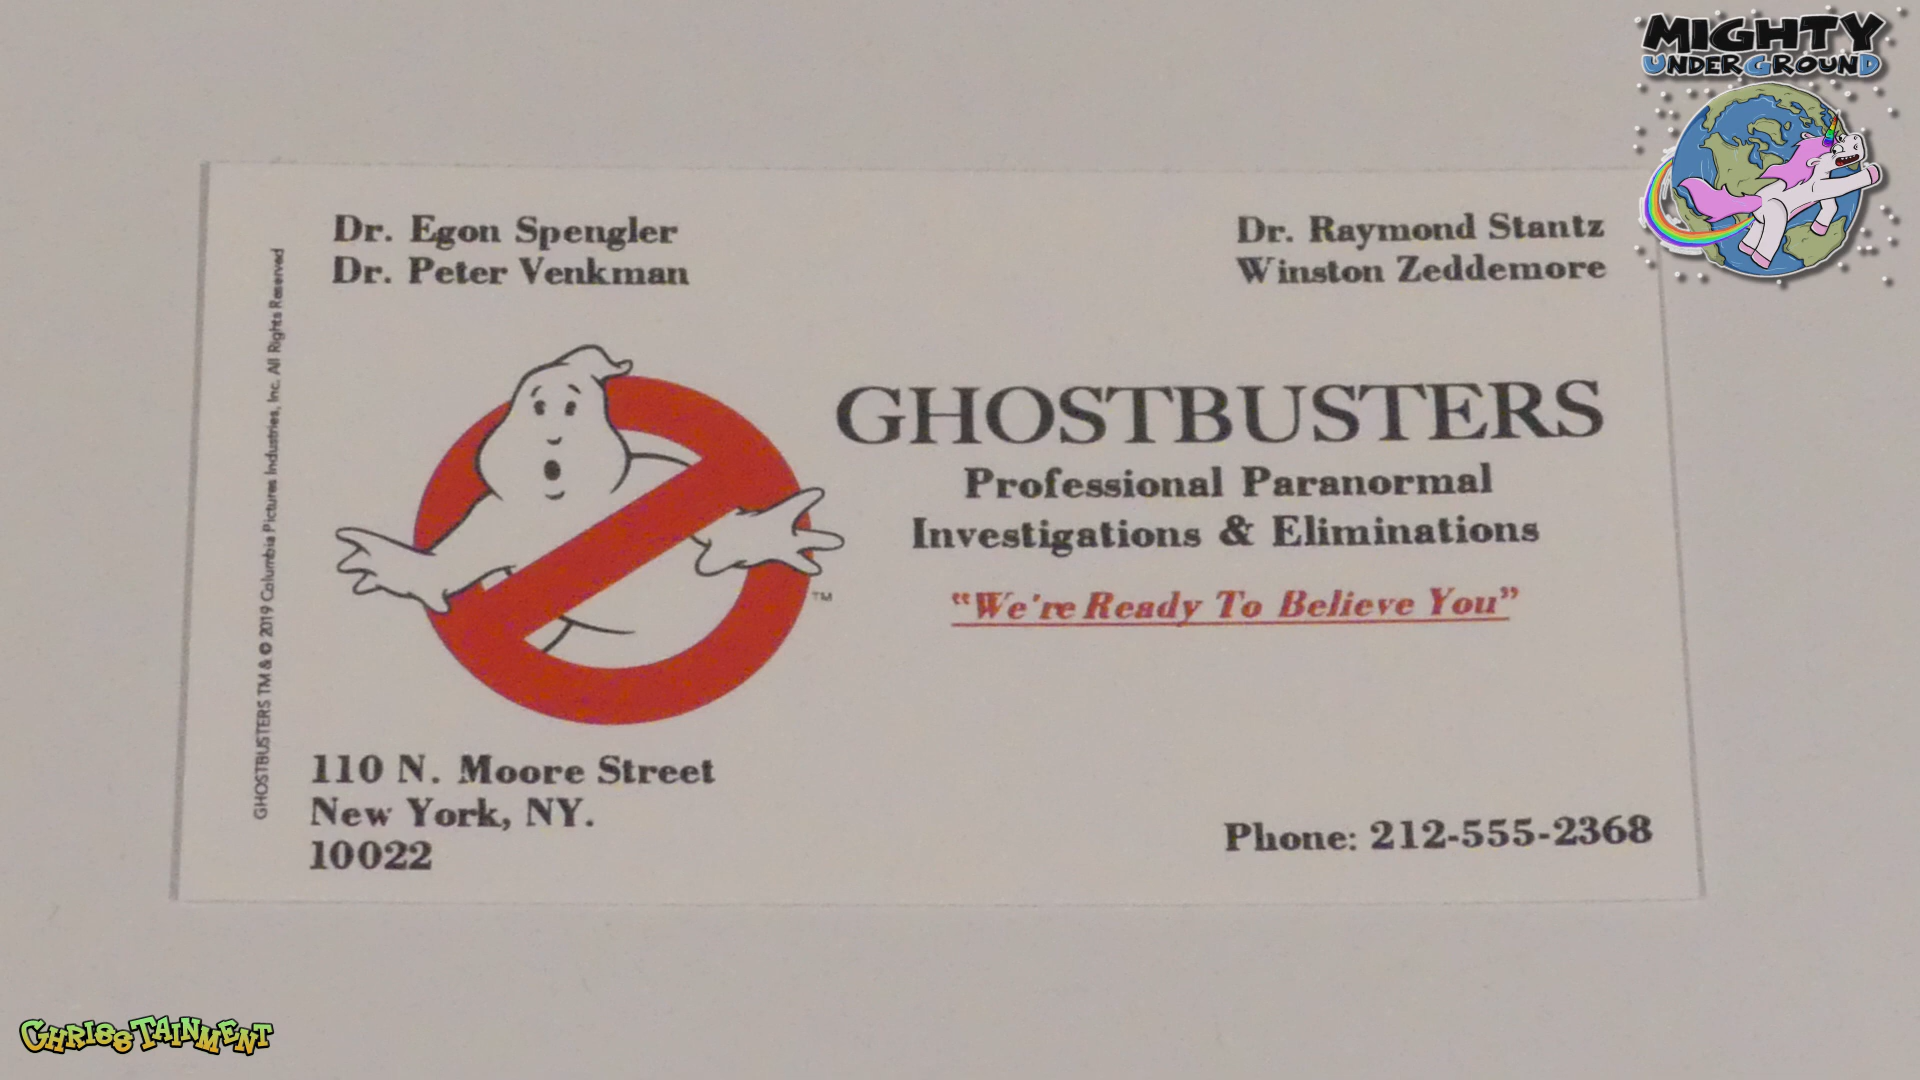 MIGHTY
UNDERGROUND
Dr. Egon Spengler
Dr. Peter Venkman
Dr. Raymond Stantz
Winston Zeddemore
GHOSTBUSTERS TM & © 2019 Columbia Pictures Industries, Inc. All Rights Reserved
GHOSTBUSTERS
Professional Paranormal
Investigations & Eliminations
“We're Ready To Believe You”
TM
110 N. Moore Street
New York, NY.
10022
Phone: 212-555-2368
CHRISSTAINMENT